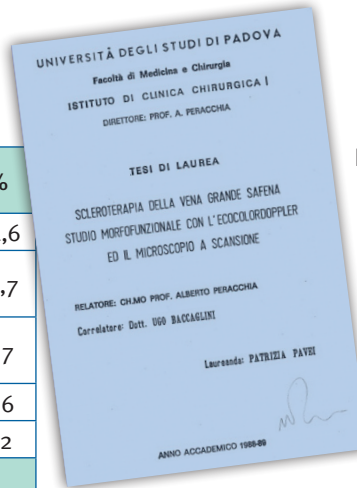 UNIVERSITÀ DEGLI STUDI DI PADOVA
Facoltà di Medicina e Chirurgia
ISTITUTO DI CLINICA CHIRURGICA I
DIRETTORE: PROF. A. PERACCHIA
TESI DI LAUREA
SCLEROTERAPIA DELLA VENA GRANDE SAFENA
STUDIO MORFOFUNZIONALE CON L'ECOCOLORDOPPLER
ED IL MICROSCOPIO A SCANSIONE
RELATORE: CH.MO PROF. ALBERTO PERACCHIA
Correlatore: Dott. UGO BACCAGLINI
Laureanda: PATRIZIA PAVEI
ANNO ACCADEMICO 1988-89
%
,6
,7
7
6
2